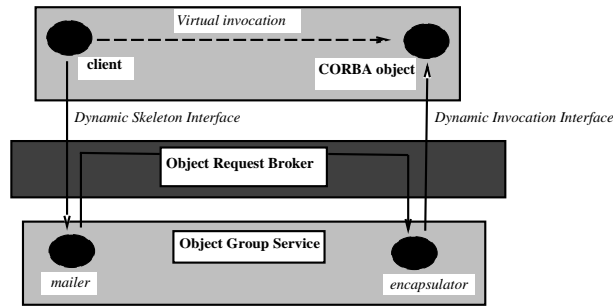 Virtual invocation
client
CORBA object
Dynamic Skeleton Interface
Dynamic Invocation Interface
Object Request Broker
Object Group Service
mailer
encapsulator